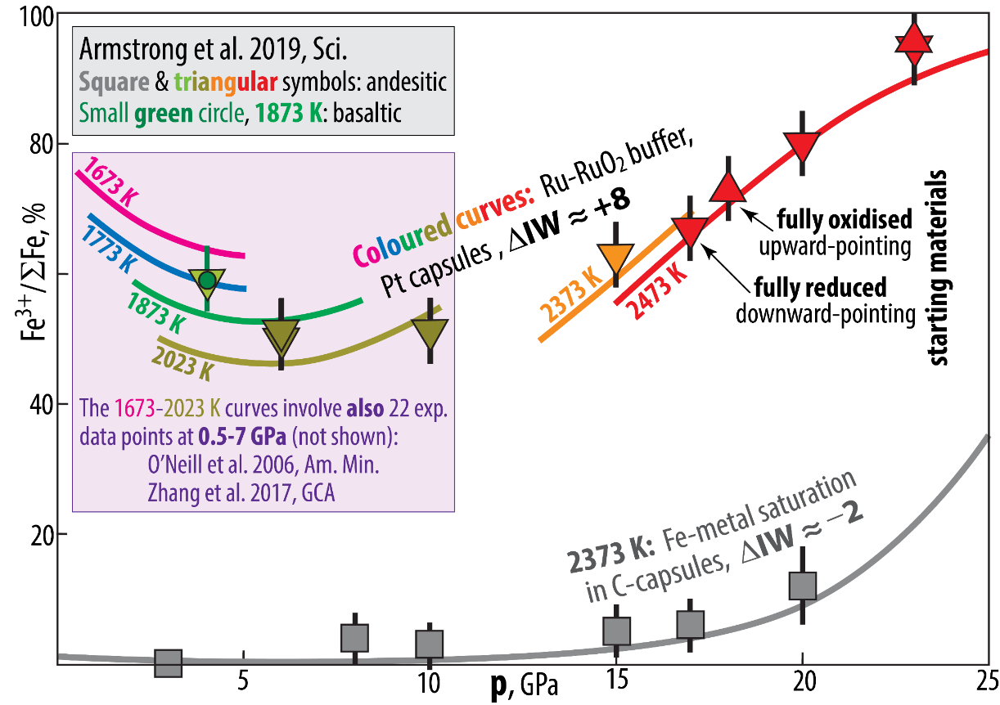 100
80
40
20
Fe³⁺/ΣFe, %
Armstrong et al. 2019, Sci.
Square & triangular symbols: andesitic
Small green circle, 1873 K: basaltic
1673 K
1773 K
1873 K
2023 K
The 1673-2023 K curves involve also 22 exp.
data points at 0.5-7 GPa (not shown):
O'Neill et al. 2006, Am. Min.
Zhang et al. 2017, GCA
Coloured curves: Ru-RuO₂ buffer,
Pt capsules , ΔIW ≈ +8
2373 K
2473 K
fully oxidised
upward-pointing
fully reduced
downward-pointing
starting materials
2373 K: Fe-metal saturation
in C-capsules, ΔIW ≈ −2
5
10
15
20
25
p, GPa